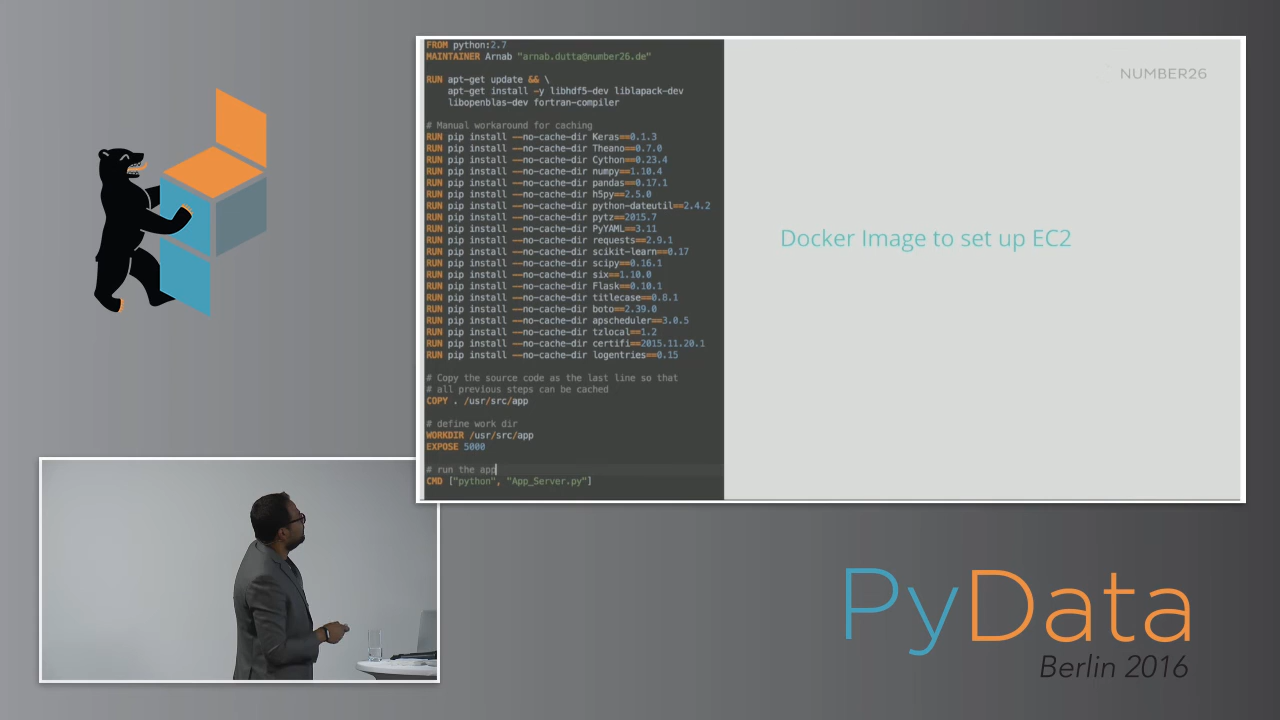 FROM python:2.7
MAINTAINER Arnab "arnab.dutta@number26.de"
RUN apt-get update && \
apt-get install -y libhdf5-dev liblapack-dev
libopenblas-dev fortran-compiler
# Manual workaround for caching
RUN pip install --no-cache-dir Keras==0.1.3
RUN pip install --no-cache-dir Theano==0.7.0
RUN pip install --no-cache-dir Cython==0.23.4
RUN pip install --no-cache-dir numpy==1.10.4
RUN pip install --no-cache-dir pandas==0.17.1
RUN pip install --no-cache-dir h5py==2.5.0
RUN pip install --no-cache-dir python-dateutil==2.4.2
RUN pip install --no-cache-dir pytz==2015.7
RUN pip install --no-cache-dir PyYAML==3.11
RUN pip install --no-cache-dir requests==2.9.1
RUN pip install --no-cache-dir scikit-learn==0.17
RUN pip install --no-cache-dir scipy==0.16.1
RUN pip install --no-cache-dir six==1.10.0
RUN pip install --no-cache-dir Flask==0.10.1
RUN pip install --no-cache-dir titlecase==0.8.1
RUN pip install --no-cache-dir boto==2.39.0
RUN pip install --no-cache-dir apscheduler==3.0.5
RUN pip install --no-cache-dir tzlocal==1.2
RUN pip install --no-cache-dir certifi==2015.11.20.1
RUN pip install --no-cache-dir logentries==0.15
# Copy the source code as the last line so that
# all previous steps can be cached
COPY . /usr/src/app
# define work dir
WORKDIR /usr/src/app
EXPOSE 5000
# run the app
CMD ["python", "App_Server.py"]
NUMBER26
Docker Image to set up EC2
PyData
Berlin 2016